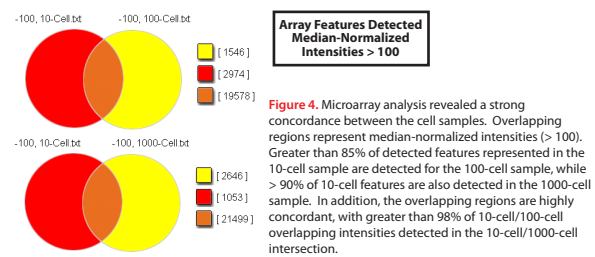 -100, 10-Cell.txt
-100, 100-Cell.txt
[ 1546 ]
[ 2974 ]
[ 19578 ]
-100, 10-Cell.txt
-100, 1000-Cell.txt
[ 2646 ]
[ 1053 ]
[ 21499 ]
Array Features Detected
Median-Normalized
Intensities > 100
Figure 4. Microarray analysis revealed a strong
concordance between the cell samples. Overlapping
regions represent median-normalized intensities (> 100).
Greater than 85% of detected features represented in the
10-cell sample are detected for the 100-cell sample, while
> 90% of 10-cell features are also detected in the 1000-cell
sample. In addition, the overlapping regions are highly
concordant, with greater than 98% of 10-cell/100-cell
overlapping intensities detected in the 10-cell/1000-cell
intersection.